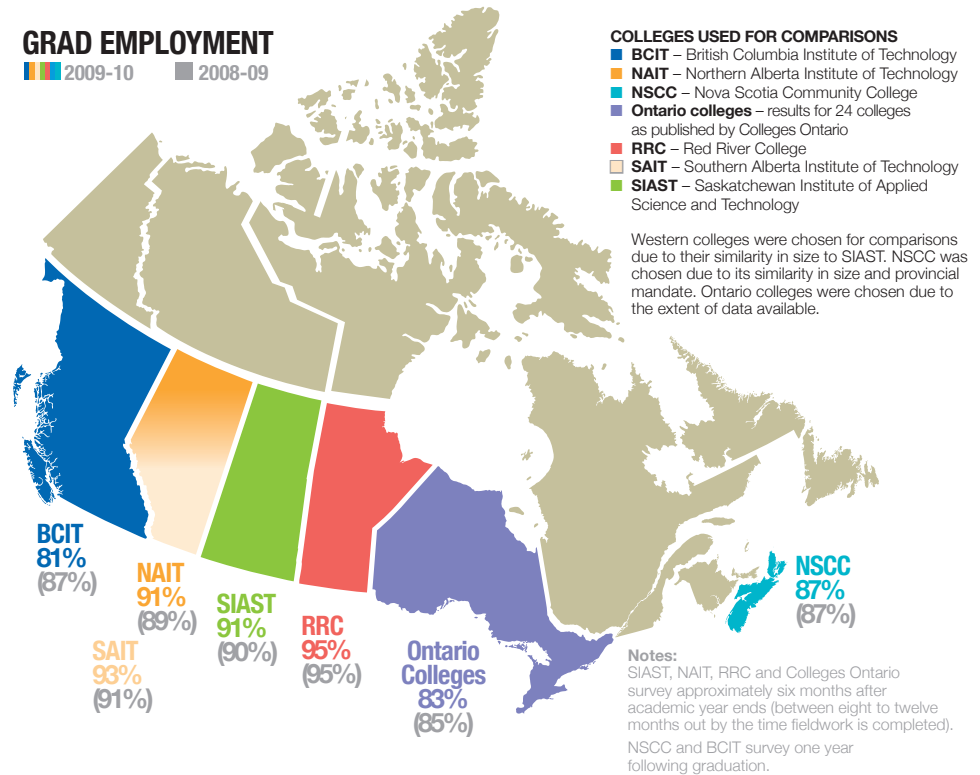 GRAD EMPLOYMENT
2009-10 2008-09
COLLEGES USED FOR COMPARISONS
BCIT – British Columbia Institute of Technology
NAIT – Northern Alberta Institute of Technology
NSCC – Nova Scotia Community College
Ontario colleges – results for 24 colleges
as published by Colleges Ontario
RRC – Red River College
SAIT – Southern Alberta Institute of Technology
SIAST – Saskatchewan Institute of Applied
Science and Technology
Western colleges were chosen for comparisons
due to their similarity in size to SIAST. NSCC was
chosen due to its similarity in size and provincial
mandate. Ontario colleges were chosen due to
the extent of data available.
BCIT
81%
(87%)
NAIT
91%
(89%)
SAIT
93%
(91%)
SIAST
91%
(90%)
RRC
95%
(95%)
Ontario
Colleges
83%
(85%)
NSCC
87%
(87%)
Notes:
SIAST, NAIT, RRC and Colleges Ontario
survey approximately six months after
academic year ends (between eight to twelve
months out by the time fieldwork is completed).
NSCC and BCIT survey one year
following graduation.